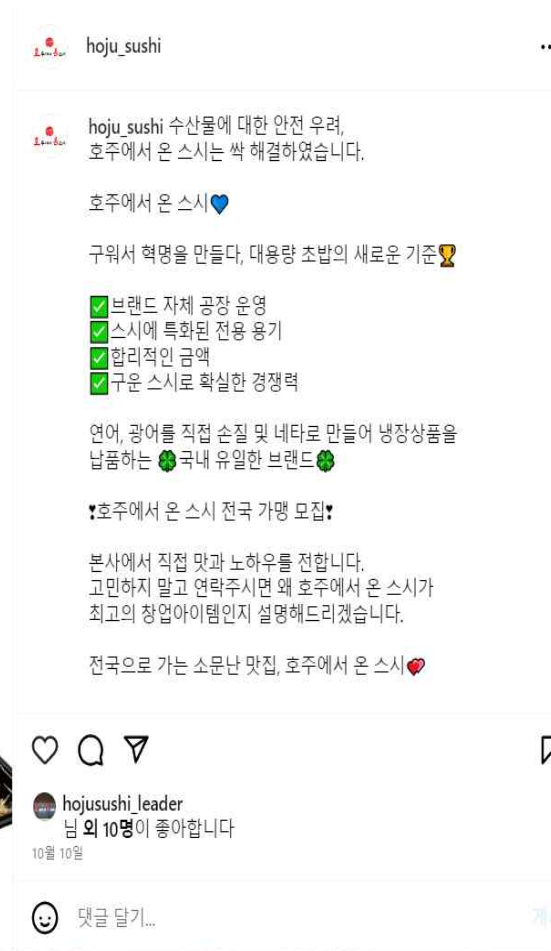 hoju_sushi
hoju_sushi 수산물에 대한 안전 우려,
호주에서 온 스시는 싹 해결하였습니다.
호주에서 온 스시💙
구워서 혁명을 만들다, 대용량 초밥의 새로운 기준🏆
✅브랜드 자체 공장 운영
✅스시에 특화된 전용 용기
✅합리적인 금액
✅구운 스시로 확실한 경쟁력
연어, 광어를 직접 손질 및 네타로 만들어 냉장상품을
납품하는 🍀국내 유일한 브랜드🍀
❣호주에서 온 스시 전국 가맹 모집❣
본사에서 직접 맛과 노하우를 전합니다.
고민하지 말고 연락주시면 왜 호주에서 온 스시가
최고의 창업아이템인지 설명해드리겠습니다.
전국으로 가는 소문난 맛집, 호주에서 온 스시💕
hojusushi_leader
님 외 10명이 좋아합니다
10월 10일
댓글 달기...